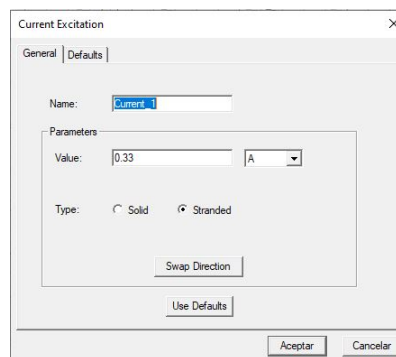 Current Excitation
General Defaults
Name: Current_1
Parameters
Value: 0.33 A
Type: Solid Stranded
Swap Direction
Use Defaults
Aceptar Cancelar